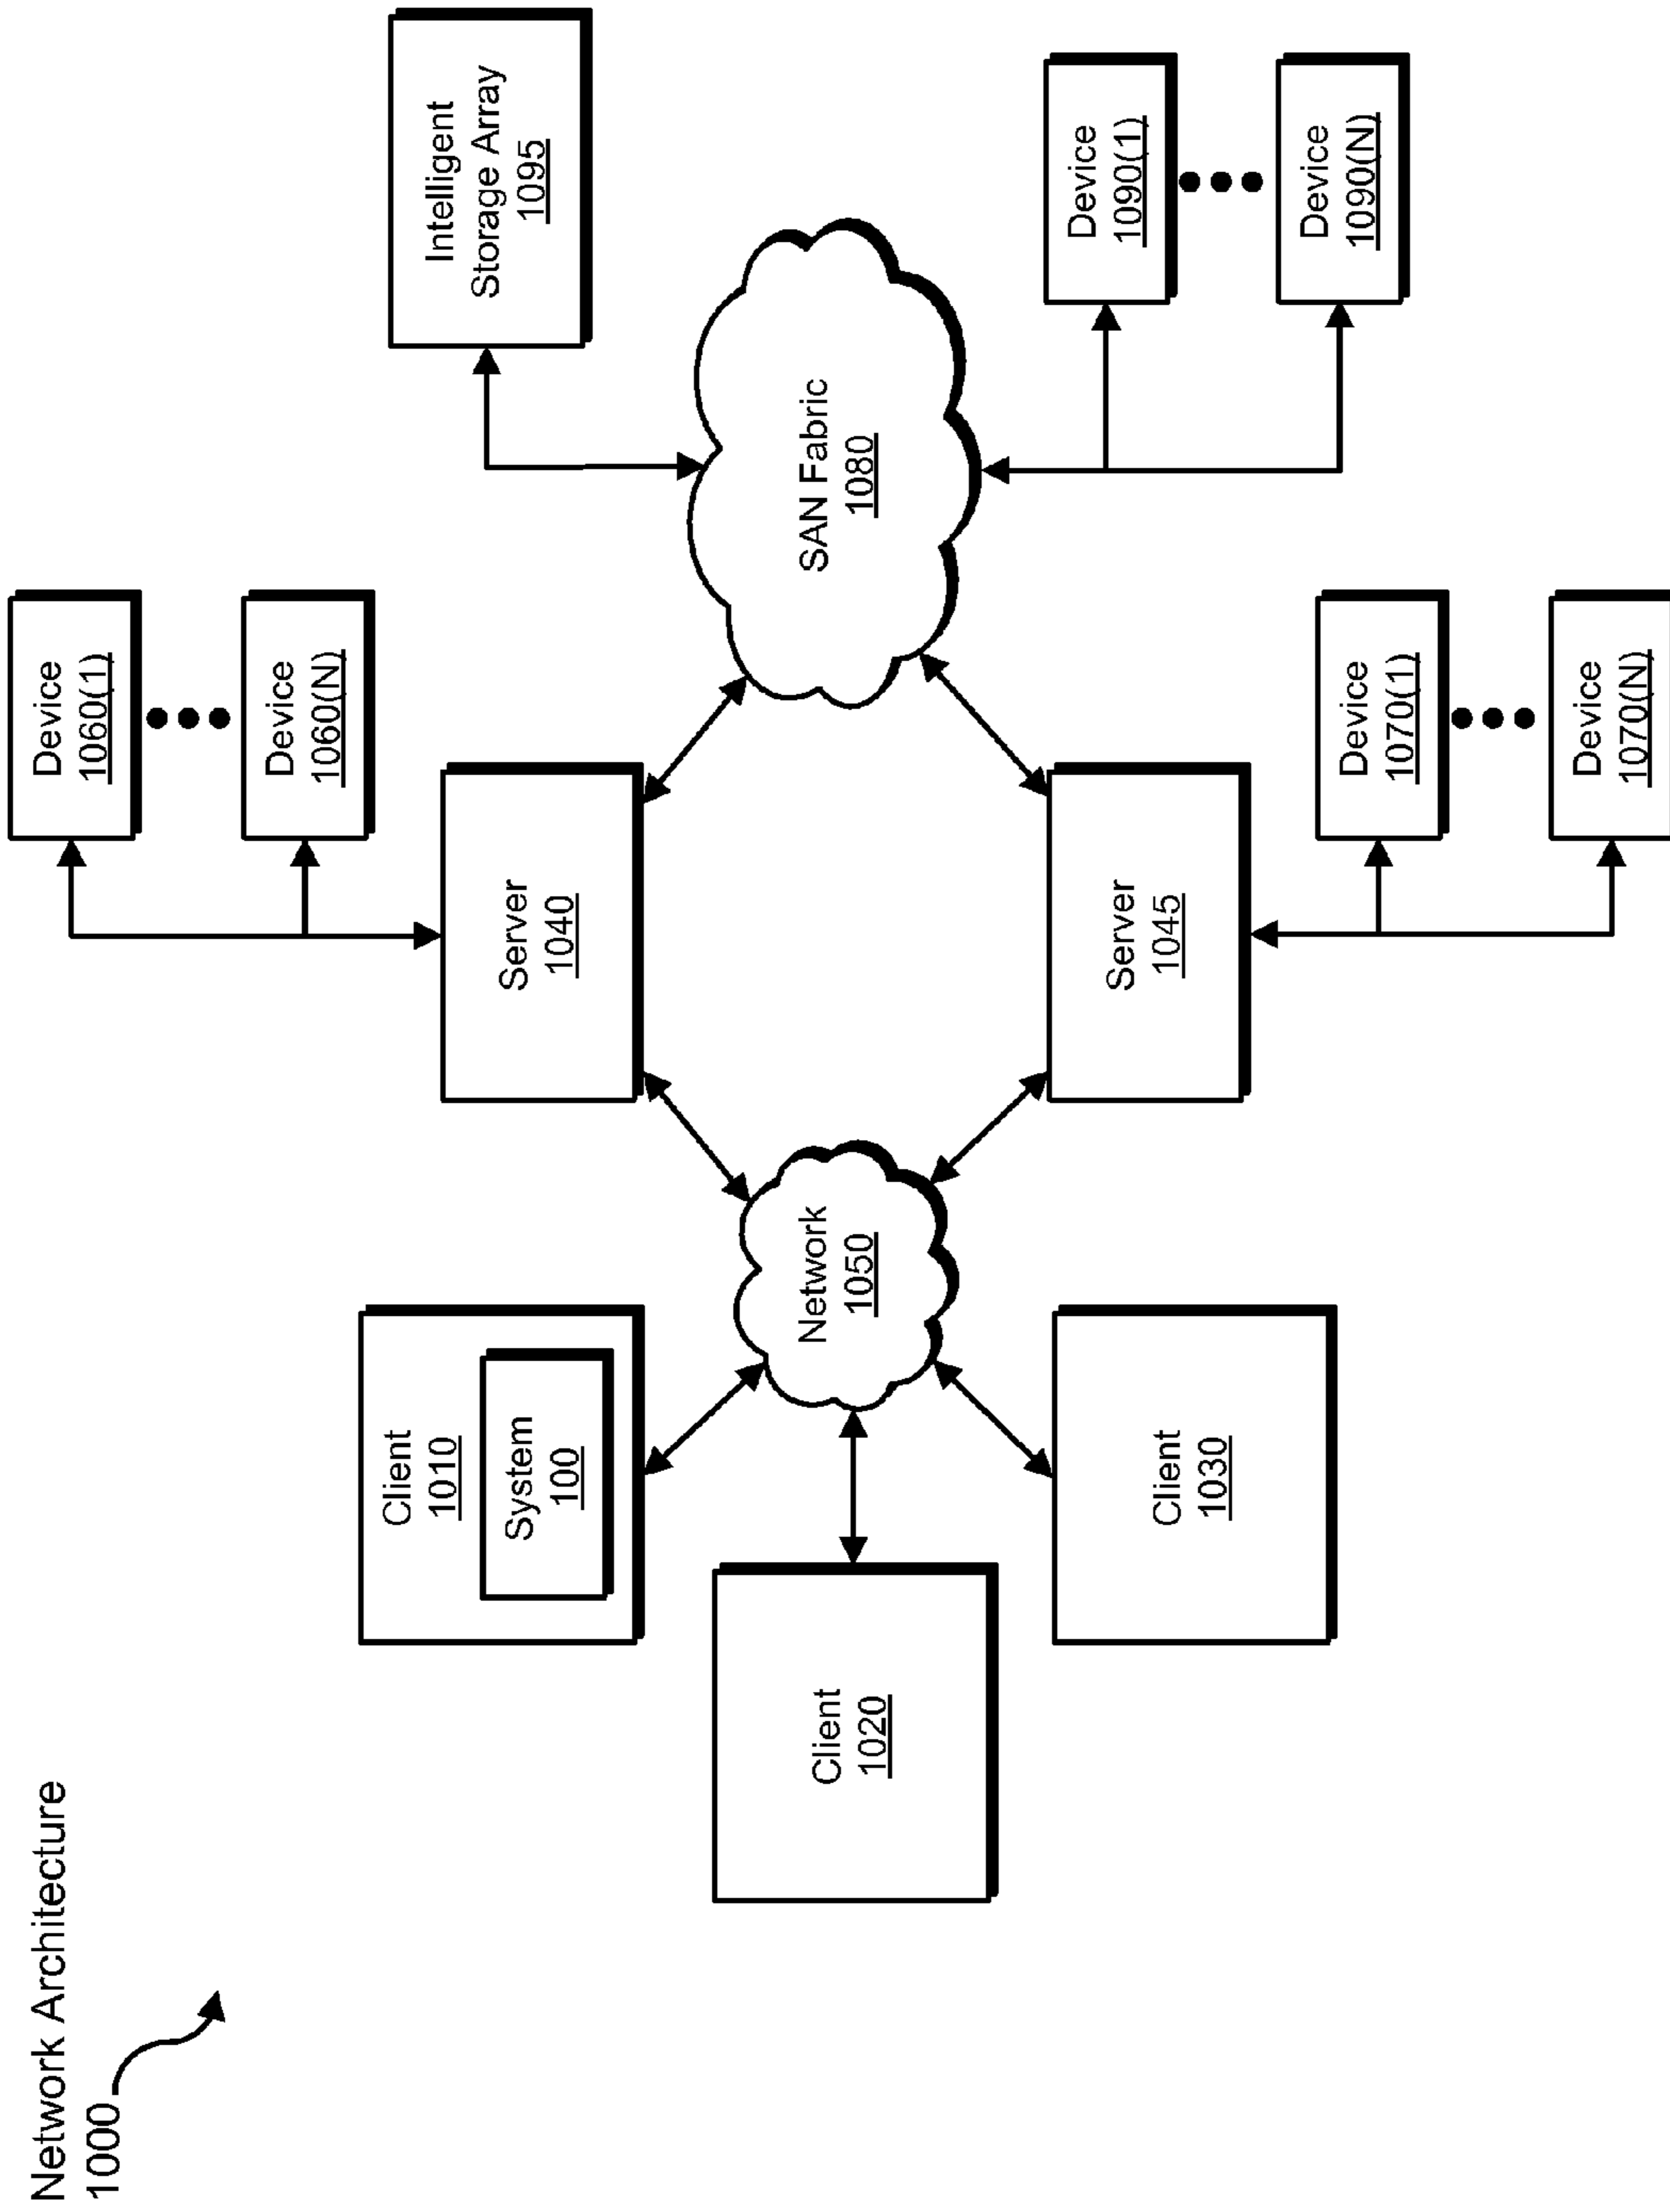 Network Architecture
1000
Client
1010
System
100
Client
1020
Client
1030
Network
1050
Server
1040
Server
1045
Device
1060(1)
Device
1060(N)
Device
1070(1)
Device
1070(N)
SAN Fabric
1080
Intelligent
Storage Array
1095
Device
1090(1)
Device
1090(N)